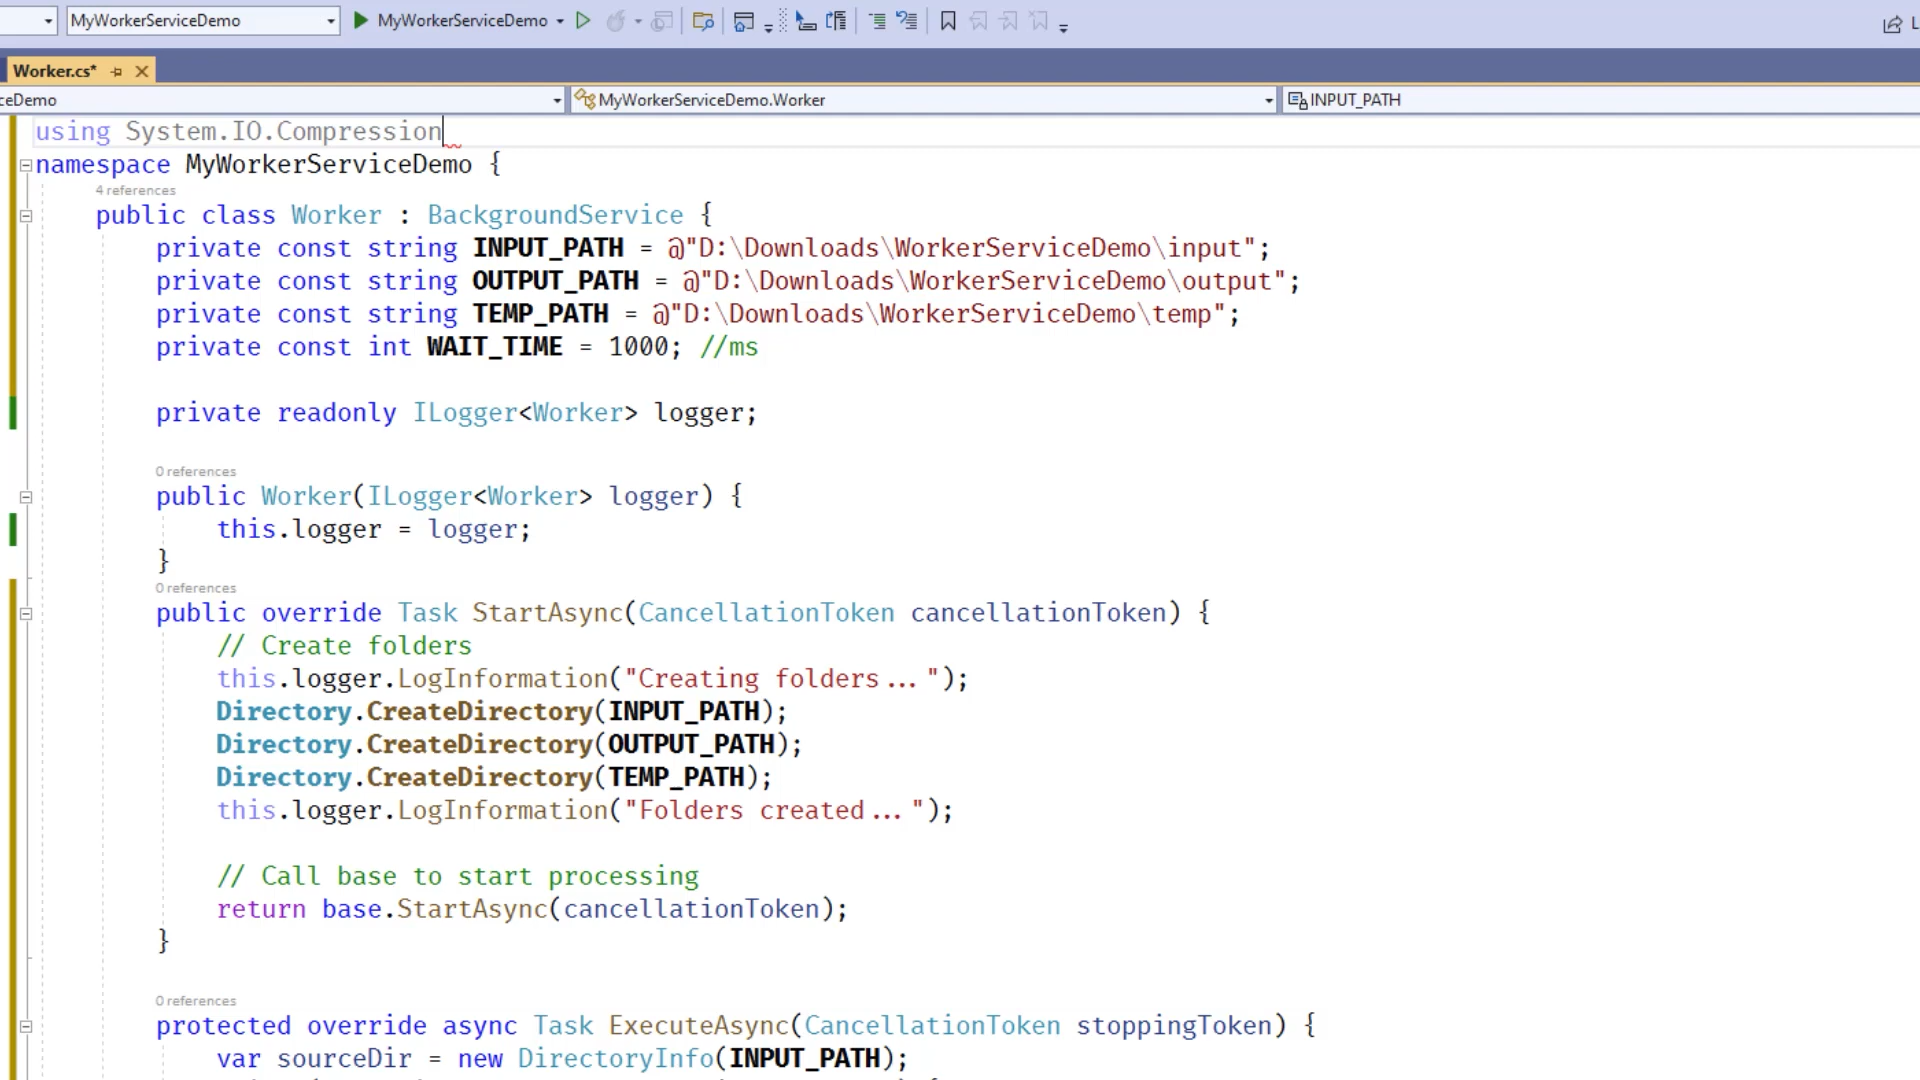 MyWorkerServiceDemo MyWorkerServiceDemo L
Worker.cs*
ceDemo MyWorkerServiceDemo.Worker INPUT_PATH
using System.IO.Compression
namespace MyWorkerServiceDemo {
4 references
public class Worker : BackgroundService {
private const string INPUT_PATH = @"D:\Downloads\WorkerServiceDemo\input";
private const string OUTPUT_PATH = @"D:\Downloads\WorkerServiceDemo\output";
private const string TEMP_PATH = @"D:\Downloads\WorkerServiceDemo\temp";
private const int WAIT_TIME = 1000; //ms
private readonly ILogger<Worker> logger;
0 references
public Worker(ILogger<Worker> logger) {
this.logger = logger;
}
0 references
public override Task StartAsync(CancellationToken cancellationToken) {
// Create folders
this.logger.LogInformation("Creating folders...");
Directory.CreateDirectory(INPUT_PATH);
Directory.CreateDirectory(OUTPUT_PATH);
Directory.CreateDirectory(TEMP_PATH);
this.logger.LogInformation("Folders created...");
// Call base to start processing
return base.StartAsync(cancellationToken);
}
0 references
protected override async Task ExecuteAsync(CancellationToken stoppingToken) {
var sourceDir = new DirectoryInfo(INPUT_PATH);